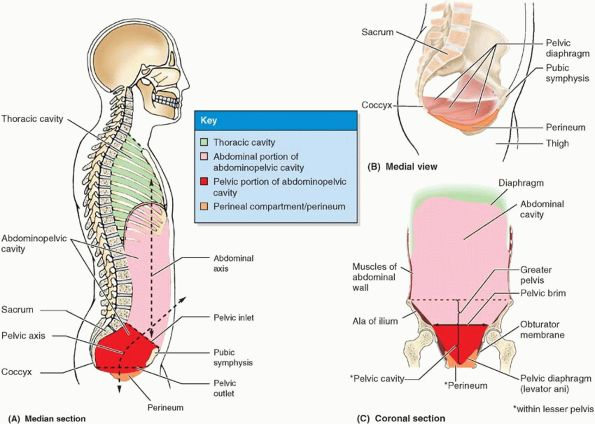 Thoracic cavity
Abdominopelvic
cavity
Sacrum
Pelvic axis
Coccyx
Abdominal
axis
Pelvic inlet
Pubic
symphysis
Pelvic
outlet
Perineum
(A) Median section
Key
Thoracic cavity
Abdominal portion of
abdominopelvic cavity
Pelvic portion of abdominopelvic
cavity
Perineal compartment/perineum
Sacrum
Coccyx
Pelvic
diaphragm
Pubic
symphysis
Perineum
Thigh
(B) Medial view
Diaphragm
Abdominal
cavity
Muscles of
abdominal
wall
Greater
pelvis
Pelvic brim
Ala of ilium
Obturator
membrane
*Pelvic cavity
*Perineum
Pelvic diaphragm
(levator ani)
*within lesser pelvis
(C) Coronal section